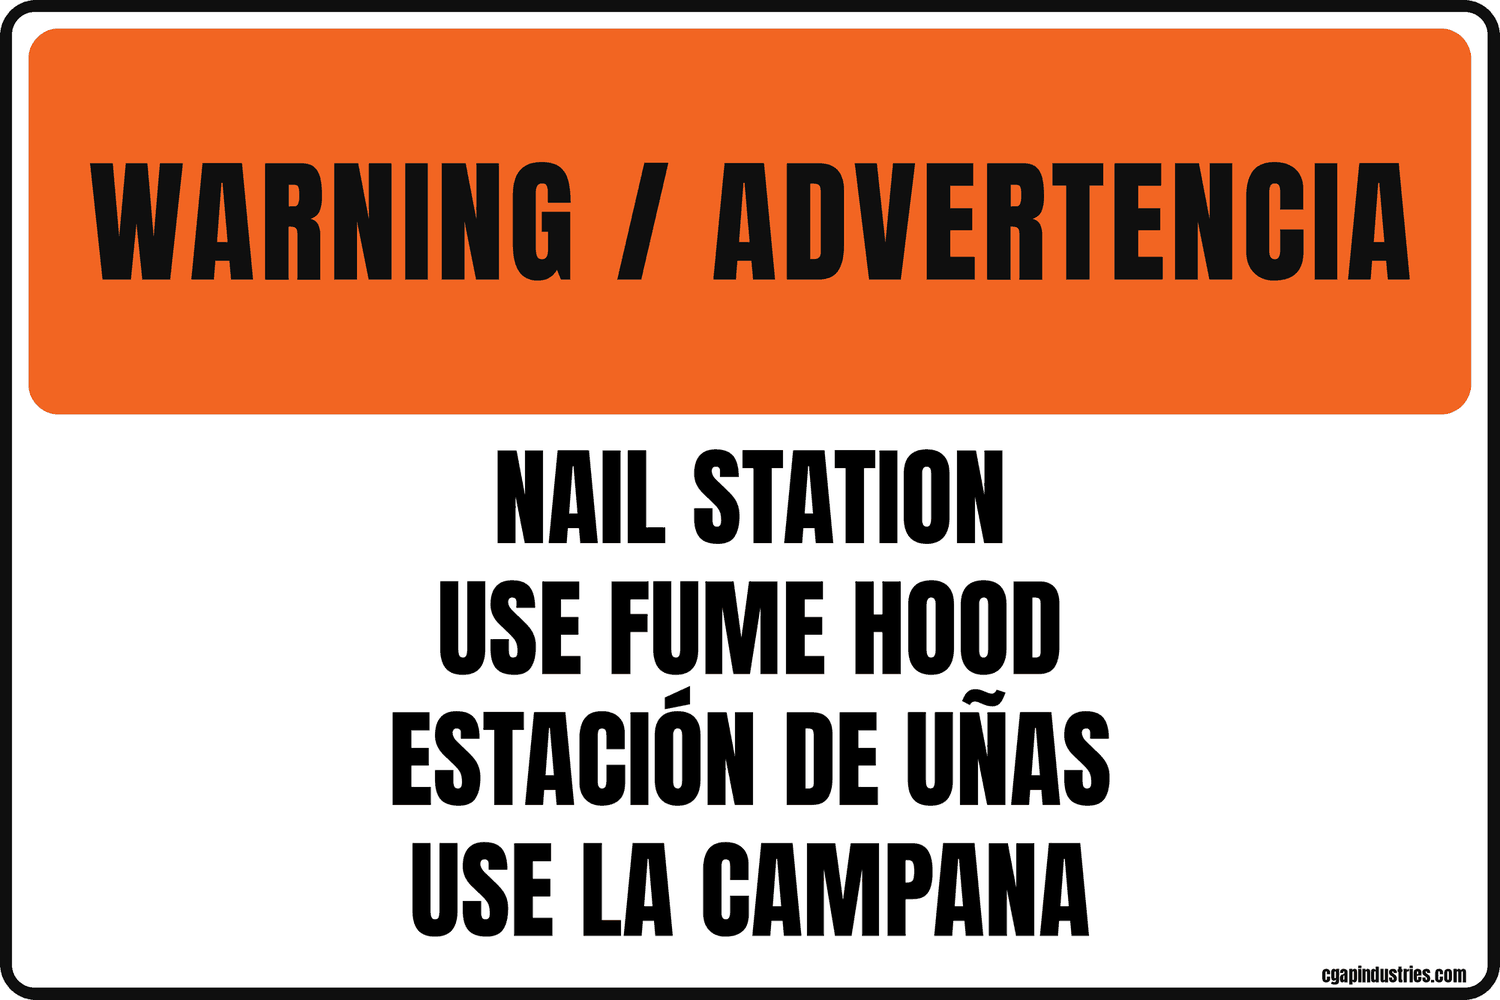 WARNING / ADVERTENCIA
NAIL STATION
USE FUME HOOD
ESTACIÓN DE UÑAS
USE LA CAMPANA
cgapindustries.com